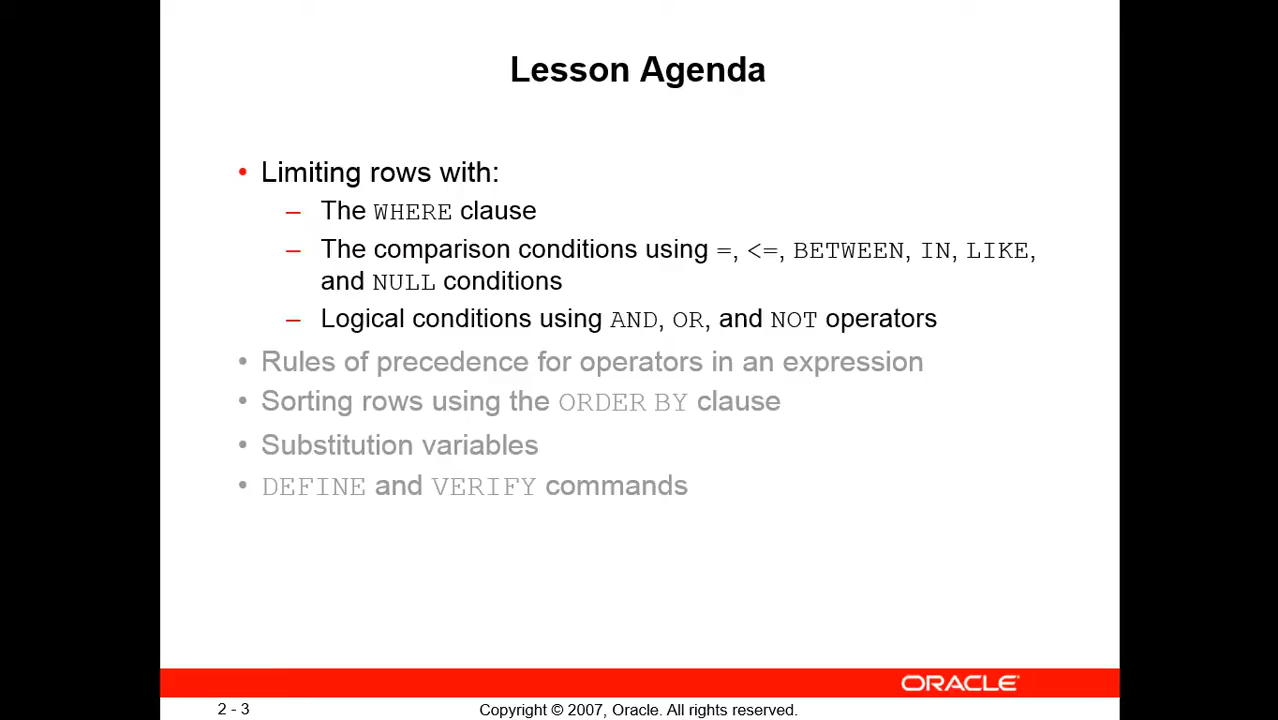 Lesson Agenda
• Limiting rows with:
– The WHERE clause
– The comparison conditions using =, <=, BETWEEN, IN, LIKE,
and NULL conditions
– Logical conditions using AND, OR, and NOT operators
• Rules of precedence for operators in an expression
• Sorting rows using the ORDER BY clause
• Substitution variables
• DEFINE and VERIFY commands
ORACLE
2 - 3
Copyright © 2007, Oracle. All rights reserved.